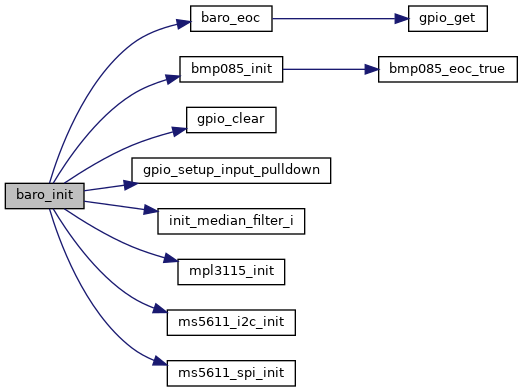 baro_eoc
gpio_get
bmp085_init
bmp085_eoc_true
gpio_clear
gpio_setup_input_pulldown
baro_init
init_median_filter_i
mpl3115_init
ms5611_i2c_init
ms5611_spi_init